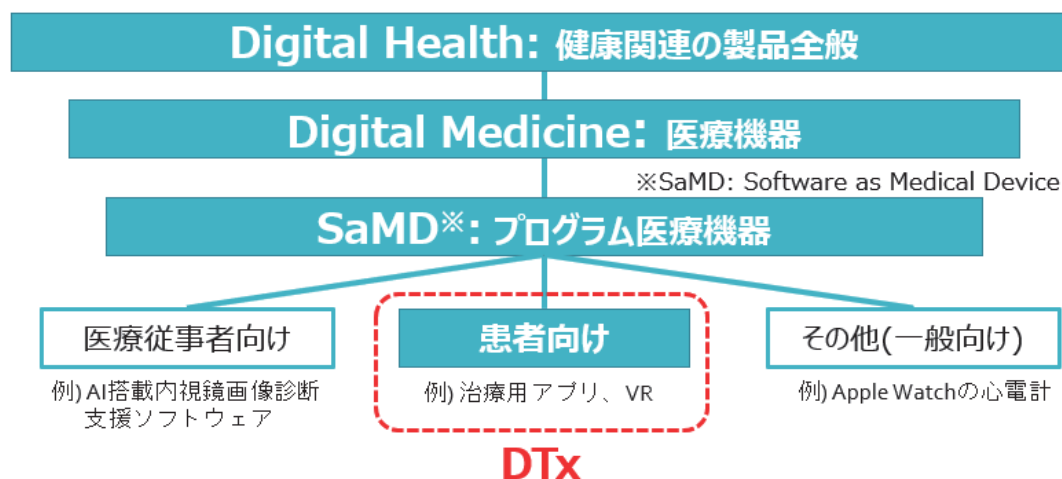 Digital Health: 健康関連の製品全般
Digital Medicine: 医療機器
※SaMD: Software as Medical Device
SaMD※: プログラム医療機器
医療従事者向け
患者向け
その他(一般向け)
例) AI搭載内視鏡画像診断
支援ソフトウェア
例) 治療用アプリ、VR
例) Apple Watchの心電計
DTx